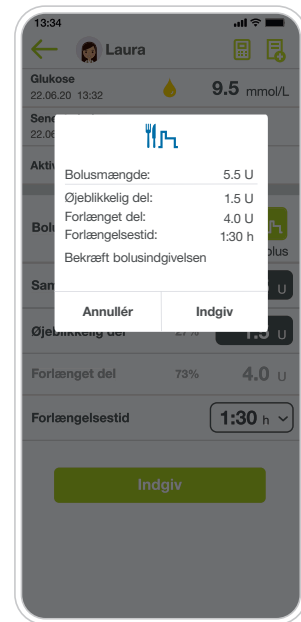 13:34
Laura
Glukose
22.06.20 13:32
9.5 mmol/L
22.06
Bolusmængde: 5.5 U
Øjeblikkelig del: 1.5 U
Forlænget del: 4.0 U
Forlængelsestid: 1:30 h
Bekræft bolusindgivelsen
Annullér Indgiv
U
Øjeblikkelig del 27% 1.5 U
Forlænget del 73% 4.0 U
Forlængelsestid 1:30 h
Indgiv